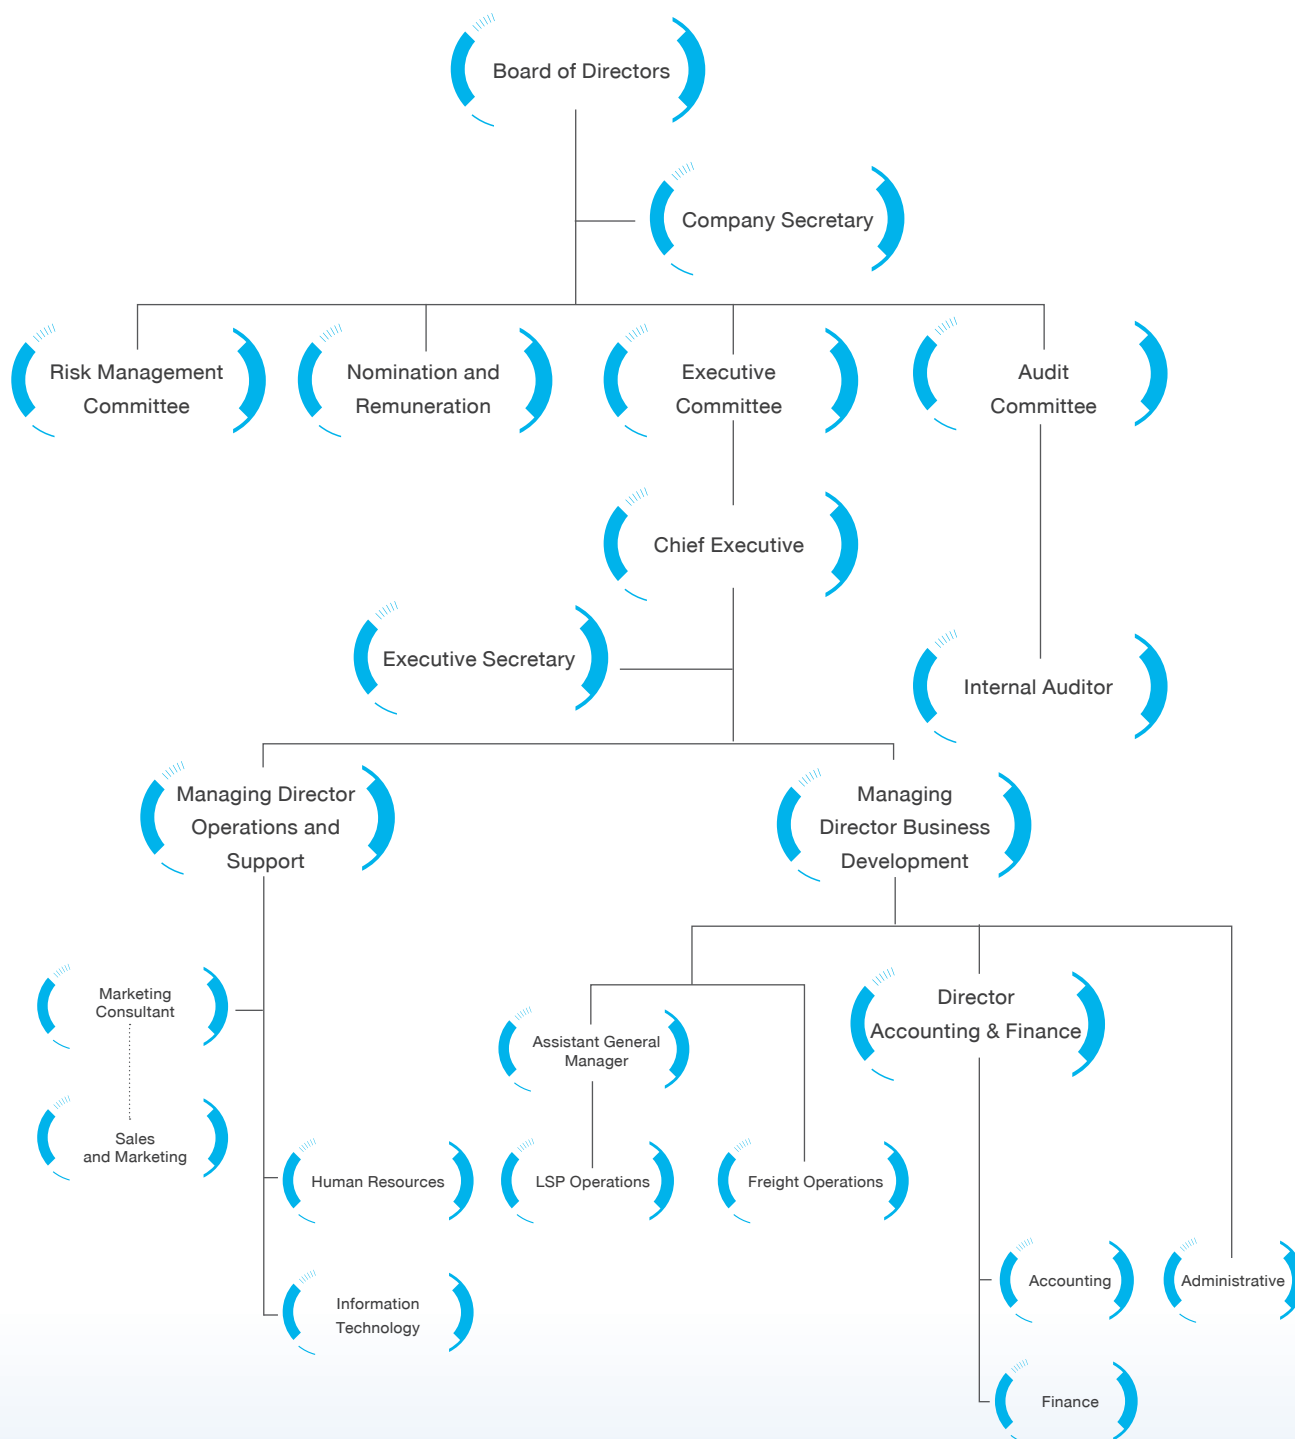 Board of Directors
Company Secretary
Risk Management
Committee
Nomination and
Remuneration
Executive
Committee
Audit
Committee
Chief Executive
Executive Secretary
Internal Auditor
Managing Director
Operations and
Support
Managing
Director Business
Development
Marketing
Consultant
Director
Accounting & Finance
Assistant General
Manager
Sales
and Marketing
Human Resources
LSP Operations
Freight Operations
Accounting
Administrative
Information
Technology
Finance